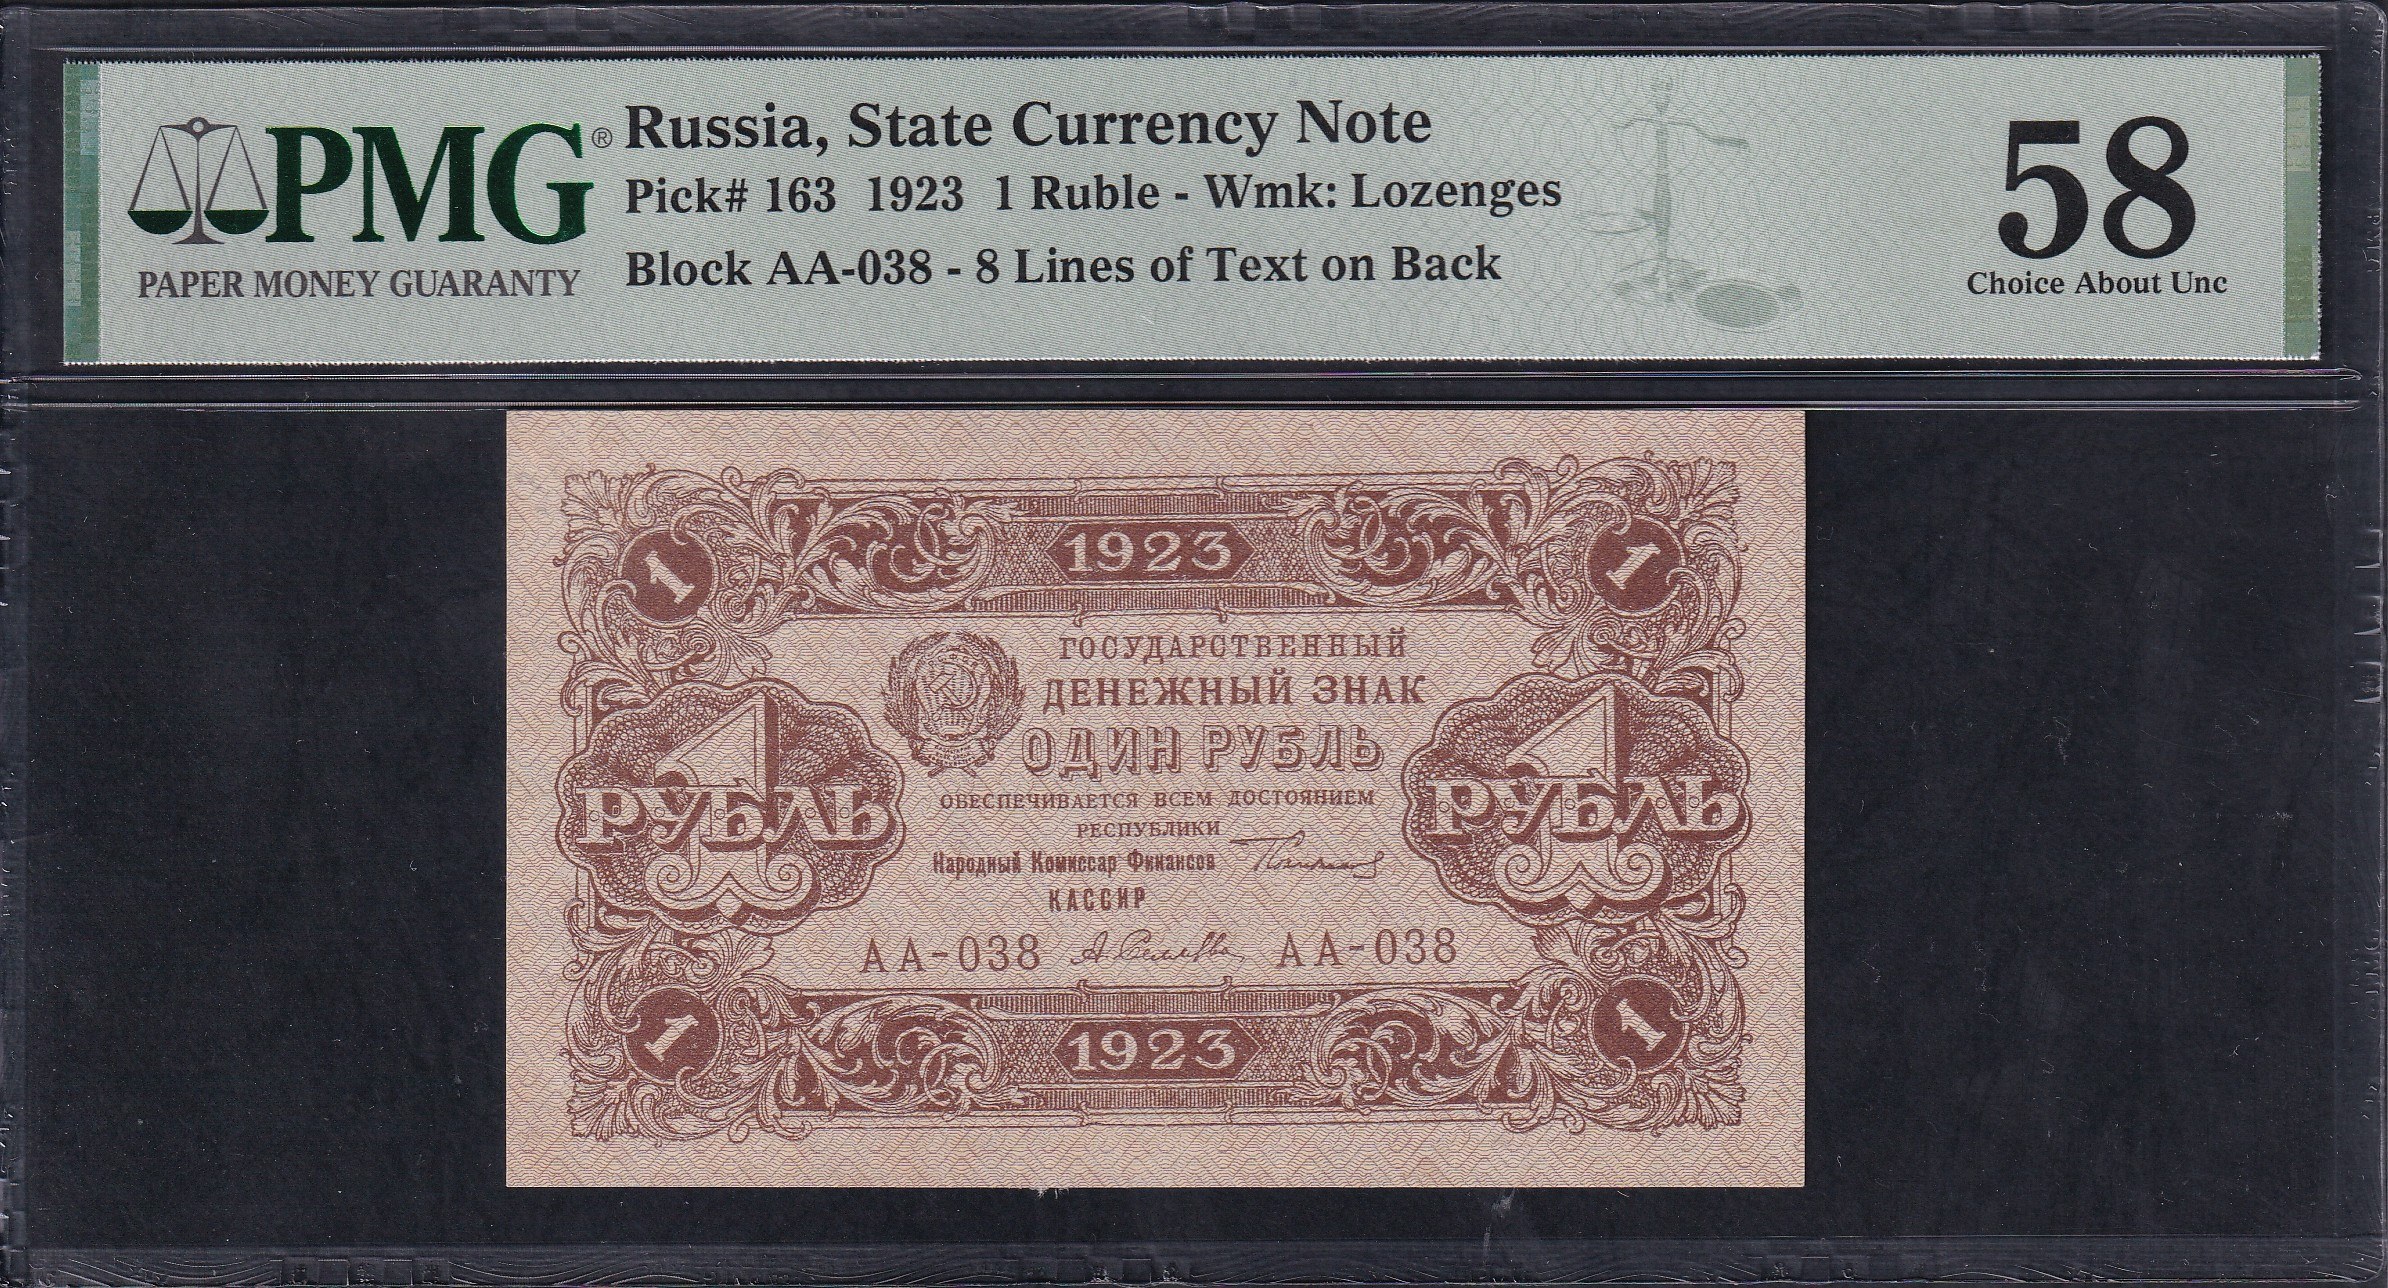 PMG®
PAPER MONEY GUARANTY
Russia, State Currency Note
Pick# 163 1923 1 Ruble - Wmk: Lozenges
Block AA-038 - 8 Lines of Text on Back
58
Choice About Unc
1 1923 1
ГОСУДАРСТВЕННЫЙ
ДЕНЕЖНЫЙ ЗНАК
ОДИН РУБЛЬ
1 РУБЛЬ
1 РУБЛЬ
ОБЕСПЕЧИВАЕТСЯ ВСЕМ ДОСТОЯНИЕМ
РЕСПУБЛИКИ
Народный Комиссар Финансов
КАССИР
АА-038 АА-038
1 1923 1